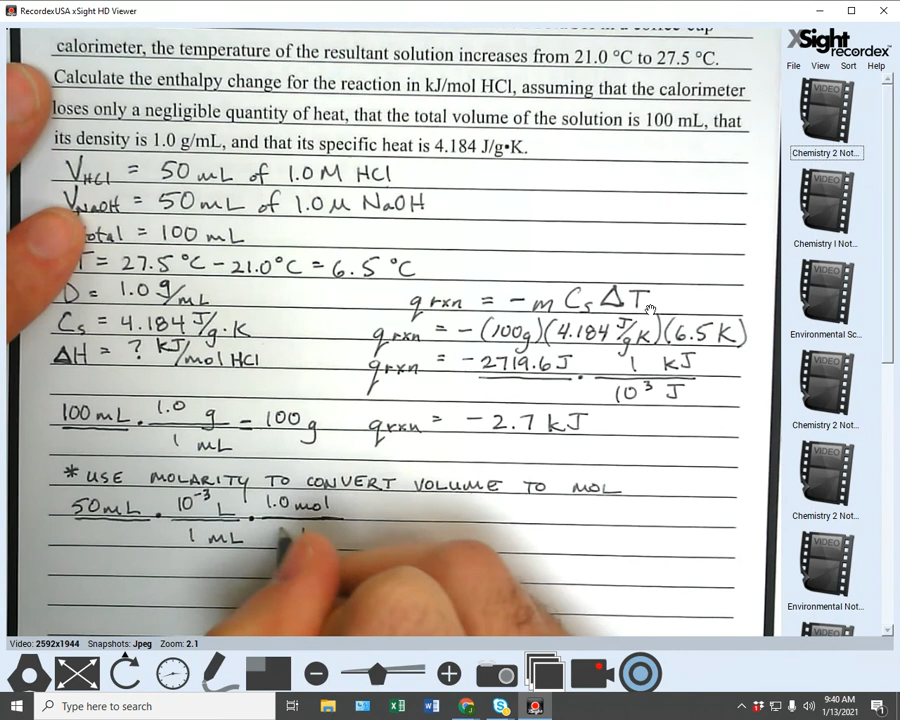 RecordexUSA xSight HD Viewer
calorimeter, the temperature of the resultant solution increases from 21.0 °C to 27.5 °C.
Calculate the enthalpy change for the reaction in kJ/mol HCl, assuming that the calorimeter
loses only a negligible quantity of heat, that the total volume of the solution is 100 mL, that
its density is 1.0 g/mL, and that its specific heat is 4.184 J/g•K.
V_HCl = 50 mL of 1.0 M HCl
V_NaOH = 50 mL of 1.0 M NaOH
total = 100 mL
T = 27.5 °C - 21.0 °C = 6.5 °C
D = 1.0 g/mL
Cs = 4.184 J/g·K
ΔH = ? kJ/mol HCl
q rxn = -m Cs ΔT
q rxn = -(100g)(4.184 J/gK)(6.5 K)
q rxn = -2719.6 J · 1 kJ / 10³ J
100 mL · 1.0 g / 1 mL = 100 g
q rxn = -2.7 kJ
* USE MOLARITY TO CONVERT VOLUME TO MOL
50 mL · 10⁻³ L / 1 mL · 1.0 mol
XSight
recordex
File View Sort Help
VIDEO
Chemistry 2 Not...
VIDEO
Chemistry I Not...
VIDEO
Environmental Sc...
VIDEO
Chemistry 2 Not...
VIDEO
Chemistry 2 Not...
VIDEO
Environmental Not...
VIDEO
Video: 2592x1944 Snapshots: Jpeg Zoom: 2.1
Type here to search
9:40 AM
1/13/2021